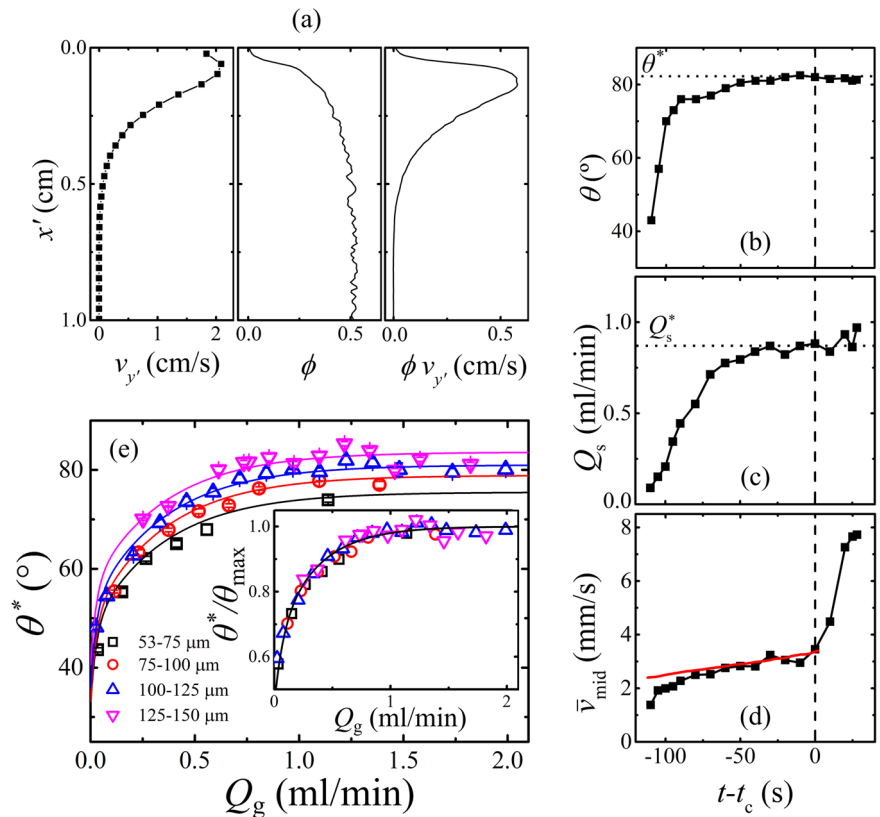 (a)
0.0
0.5
1.0
x′ (cm)
0 1 2
v_y′ (cm/s)
0.0 0.5
ϕ
0.0 0.5
ϕ v_y′ (cm/s)
θ*
80
60
40
θ (º)
(b)
Q_s*
1.0
0.5
0.0
Q_s (ml/min)
(c)
8
6
4
2
0
v̄_mid (mm/s)
(d)
-100 -50 0
t-t_c (s)
(e)
80
60
40
θ* (°)
53-75 μm
75-100 μm
100-125 μm
125-150 μm
1.0
0.8
0.6
θ*/θ_max
0 1 2
Q_g (ml/min)
0.0 0.5 1.0 1.5 2.0
Q_g (ml/min)